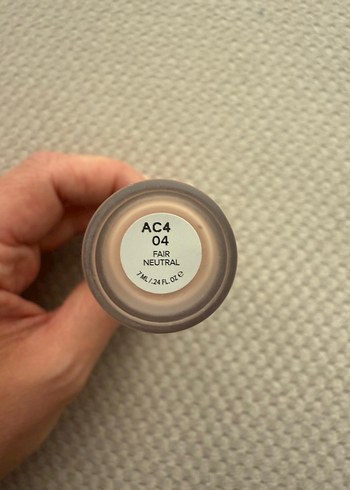 AC4
04
FAIR
NEUTRAL
7 ML / .24 FL. OZ ℮